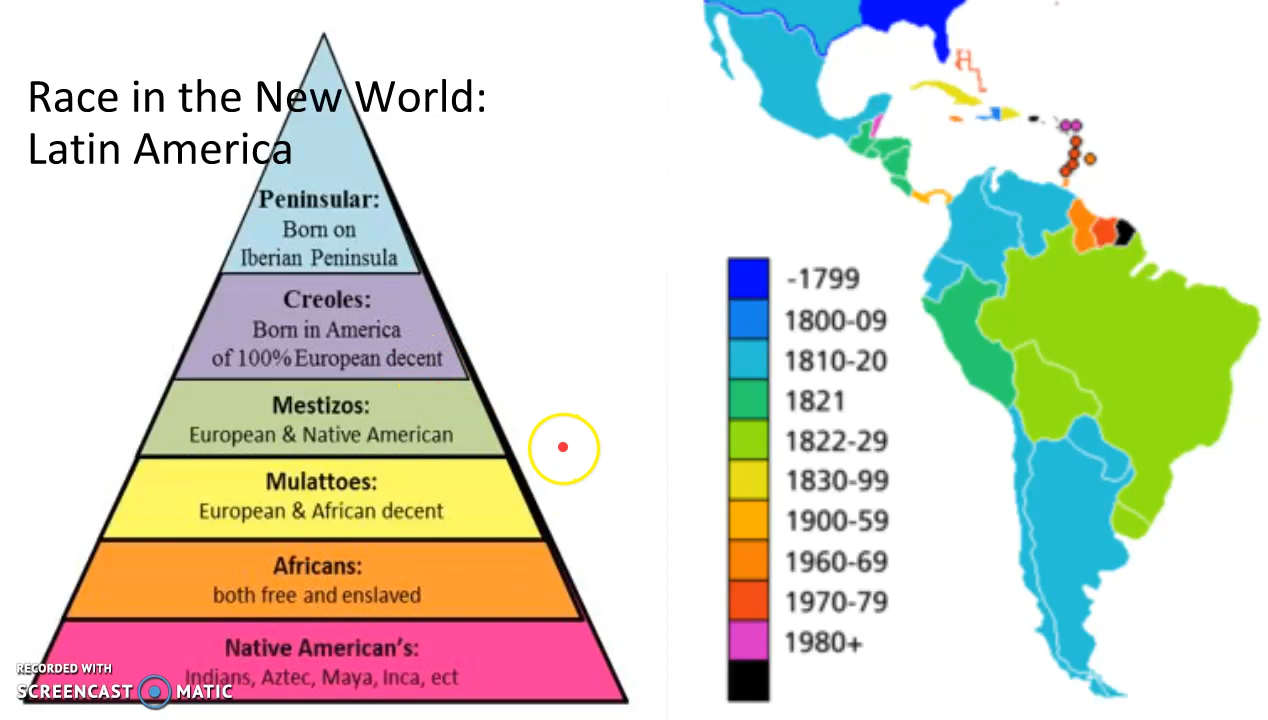 Race in the New World:
Latin America
Peninsular:
Born on
Iberian Peninsula
Creoles:
Born in America
of 100% European decent
Mestizos:
European & Native American
Mulattoes:
European & African decent
Africans:
both free and enslaved
Native American's:
Indians, Aztec, Maya, Inca, ect
RECORDED WITH
SCREENCAST MATIC
-1799
1800-09
1810-20
1821
1822-29
1830-99
1900-59
1960-69
1970-79
1980+